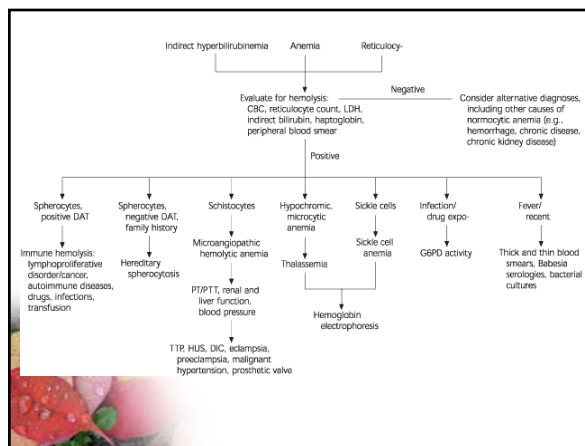 Indirect hyperbilirubinemia
Anemia
Reticulocy-
Negative
Evaluate for hemolysis:
CBC, reticulocyte count, LDH,
indirect bilirubin, haptoglobin,
peripheral blood smear
Consider alternative diagnoses,
including other causes of
normocytic anemia (e.g.,
hemorrhage, chronic disease,
chronic kidney disease)
Positive
Spherocytes,
positive DAT
Immune hemolysis:
lymphoproliferative
disorder/cancer,
autoimmune diseases,
drugs, infections,
transfusion
Spherocytes,
negative DAT,
family history
Hereditary
spherocytosis
Schistocytes
Microangiopathic
hemolytic anemia
PT/PTT, renal and
liver function,
blood pressure
TTP, HUS, DIC, eclampsia,
preeclampsia, malignant
hypertension, prosthetic valve
Hypochromic,
microcytic
anemia
Thalassemia
Sickle cells
Sickle cell
anemia
Hemoglobin
electrophoresis
Infection/
drug expo-
G6PD activity
Fever/
recent
Thick and thin blood
smears, Babesia
serologies, bacterial
cultures